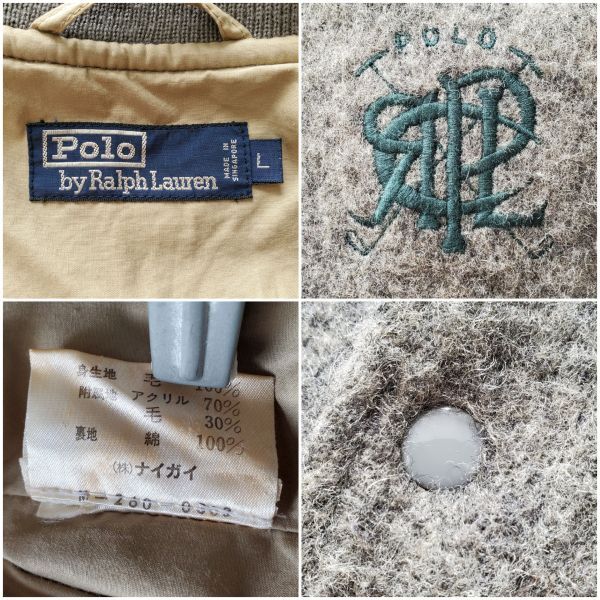 Polo
by Ralph Lauren
MADE IN
SINGAPORE
L
POLO
身生地 毛 100%
附属地 アクリル 70%
毛 30%
裏地 綿 100%
(株)ナイガイ